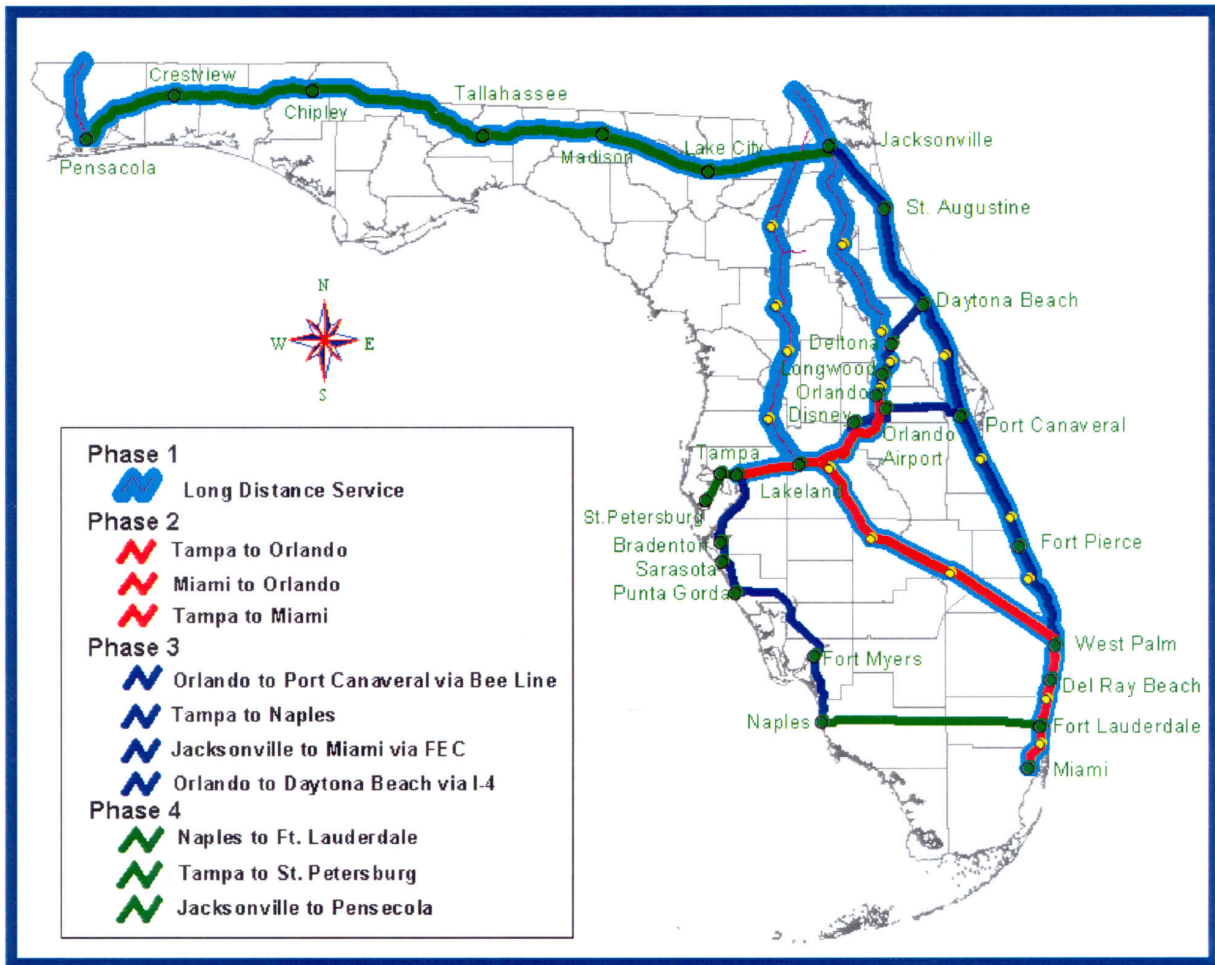 Crestview
Chipley
Tallahassee
Pensacola
Madison
Lake City
Jacksonville
St. Augustine
N
W
E
S
Daytona Beach
Deltona
Longwood
Orlando
Disney
Orlando
Airport
Port Canaveral
Tampa
Lakeland
St.Petersburg
Bradenton
Sarasota
Punta Gorda
Fort Pierce
West Palm
Fort Myers
Del Ray Beach
Naples
Fort Lauderdale
Miami
Phase 1
Long Distance Service
Phase 2
Tampa to Orlando
Miami to Orlando
Tampa to Miami
Phase 3
Orlando to Port Canaveral via Bee Line
Tampa to Naples
Jacksonville to Miami via FEC
Orlando to Daytona Beach via I-4
Phase 4
Naples to Ft. Lauderdale
Tampa to St. Petersburg
Jacksonville to Pensecola